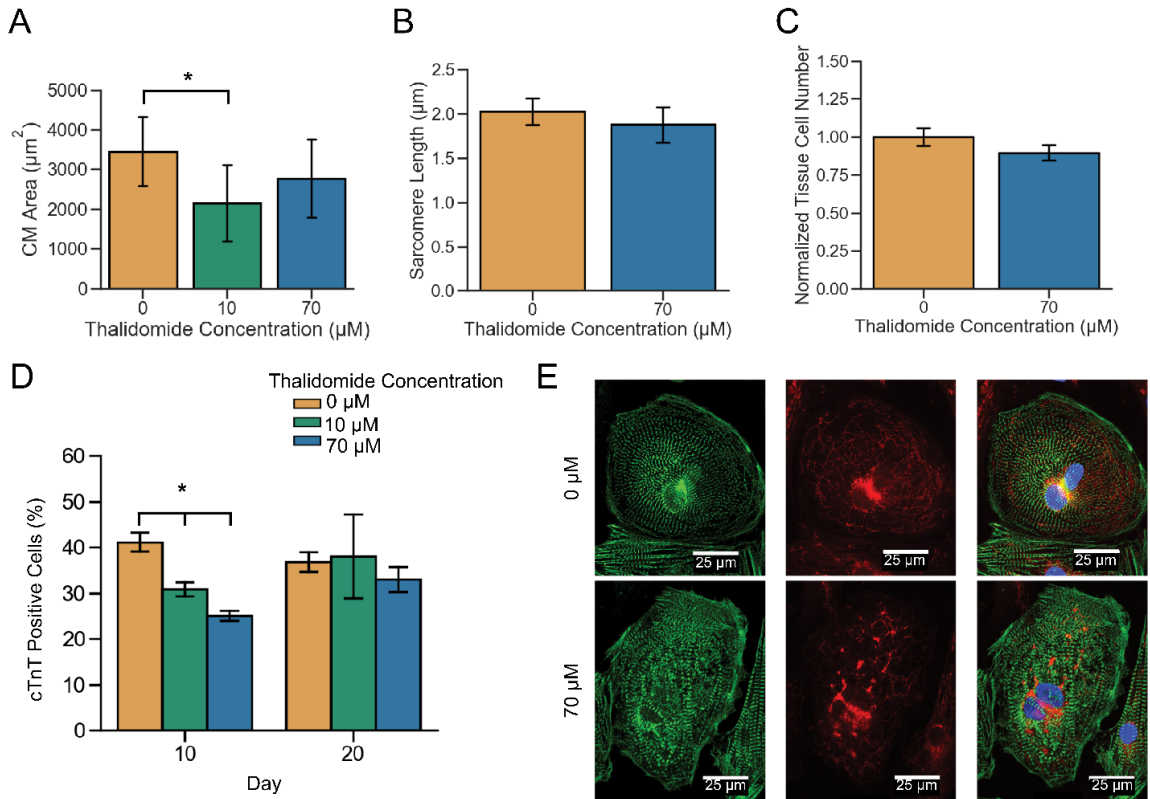 A
CM Area (µm²)
5000
4000
3000
2000
1000
0
*
0 10 70
Thalidomide Concentration (µM)
B
Sarcomere Length (µm)
2.5
2.0
1.5
1.0
0.5
0.0
0 70
Thalidomide Concentration (µM)
C
Normalized Tissue Cell Number
1.50
1.25
1.00
0.75
0.50
0.25
0.00
0 70
Thalidomide Concentration (µM)
D
Thalidomide Concentration
0 µM
10 µM
70 µM
cTnT Positive Cells (%)
60
50
40
30
20
10
0
*
10 20
Day
E
0 µM
25 µm
25 µm
25 µm
70 µM
25 µm
25 µm
25 µm